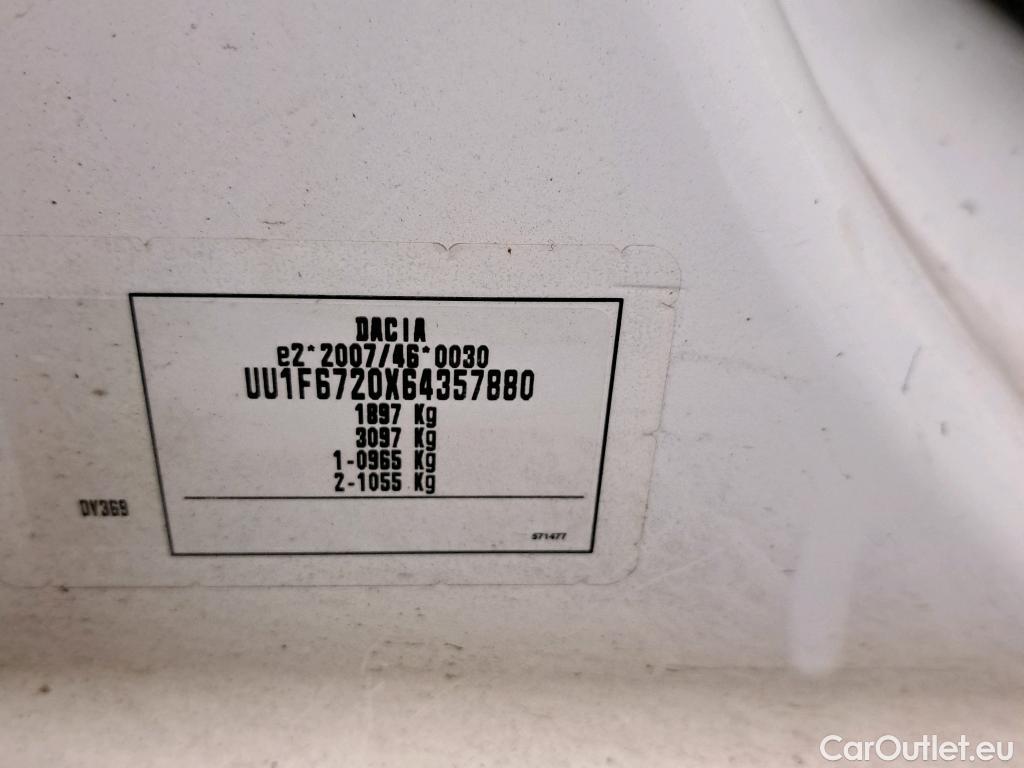 DACIA
e2*2007/46*0030
UU1F6720X64357880
1897 Kg
3097 Kg
1-0965 Kg
2-1055 Kg
DV369
571477
CarOutlet.eu